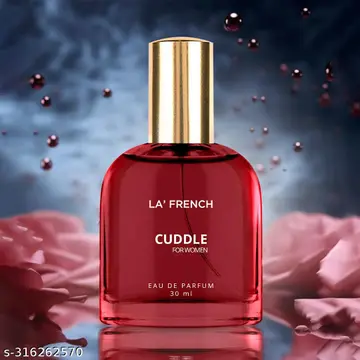 LA' FRENCH
CUDDLE
FOR WOMEN
EAU DE PARFUM
30 ml
s-316262570